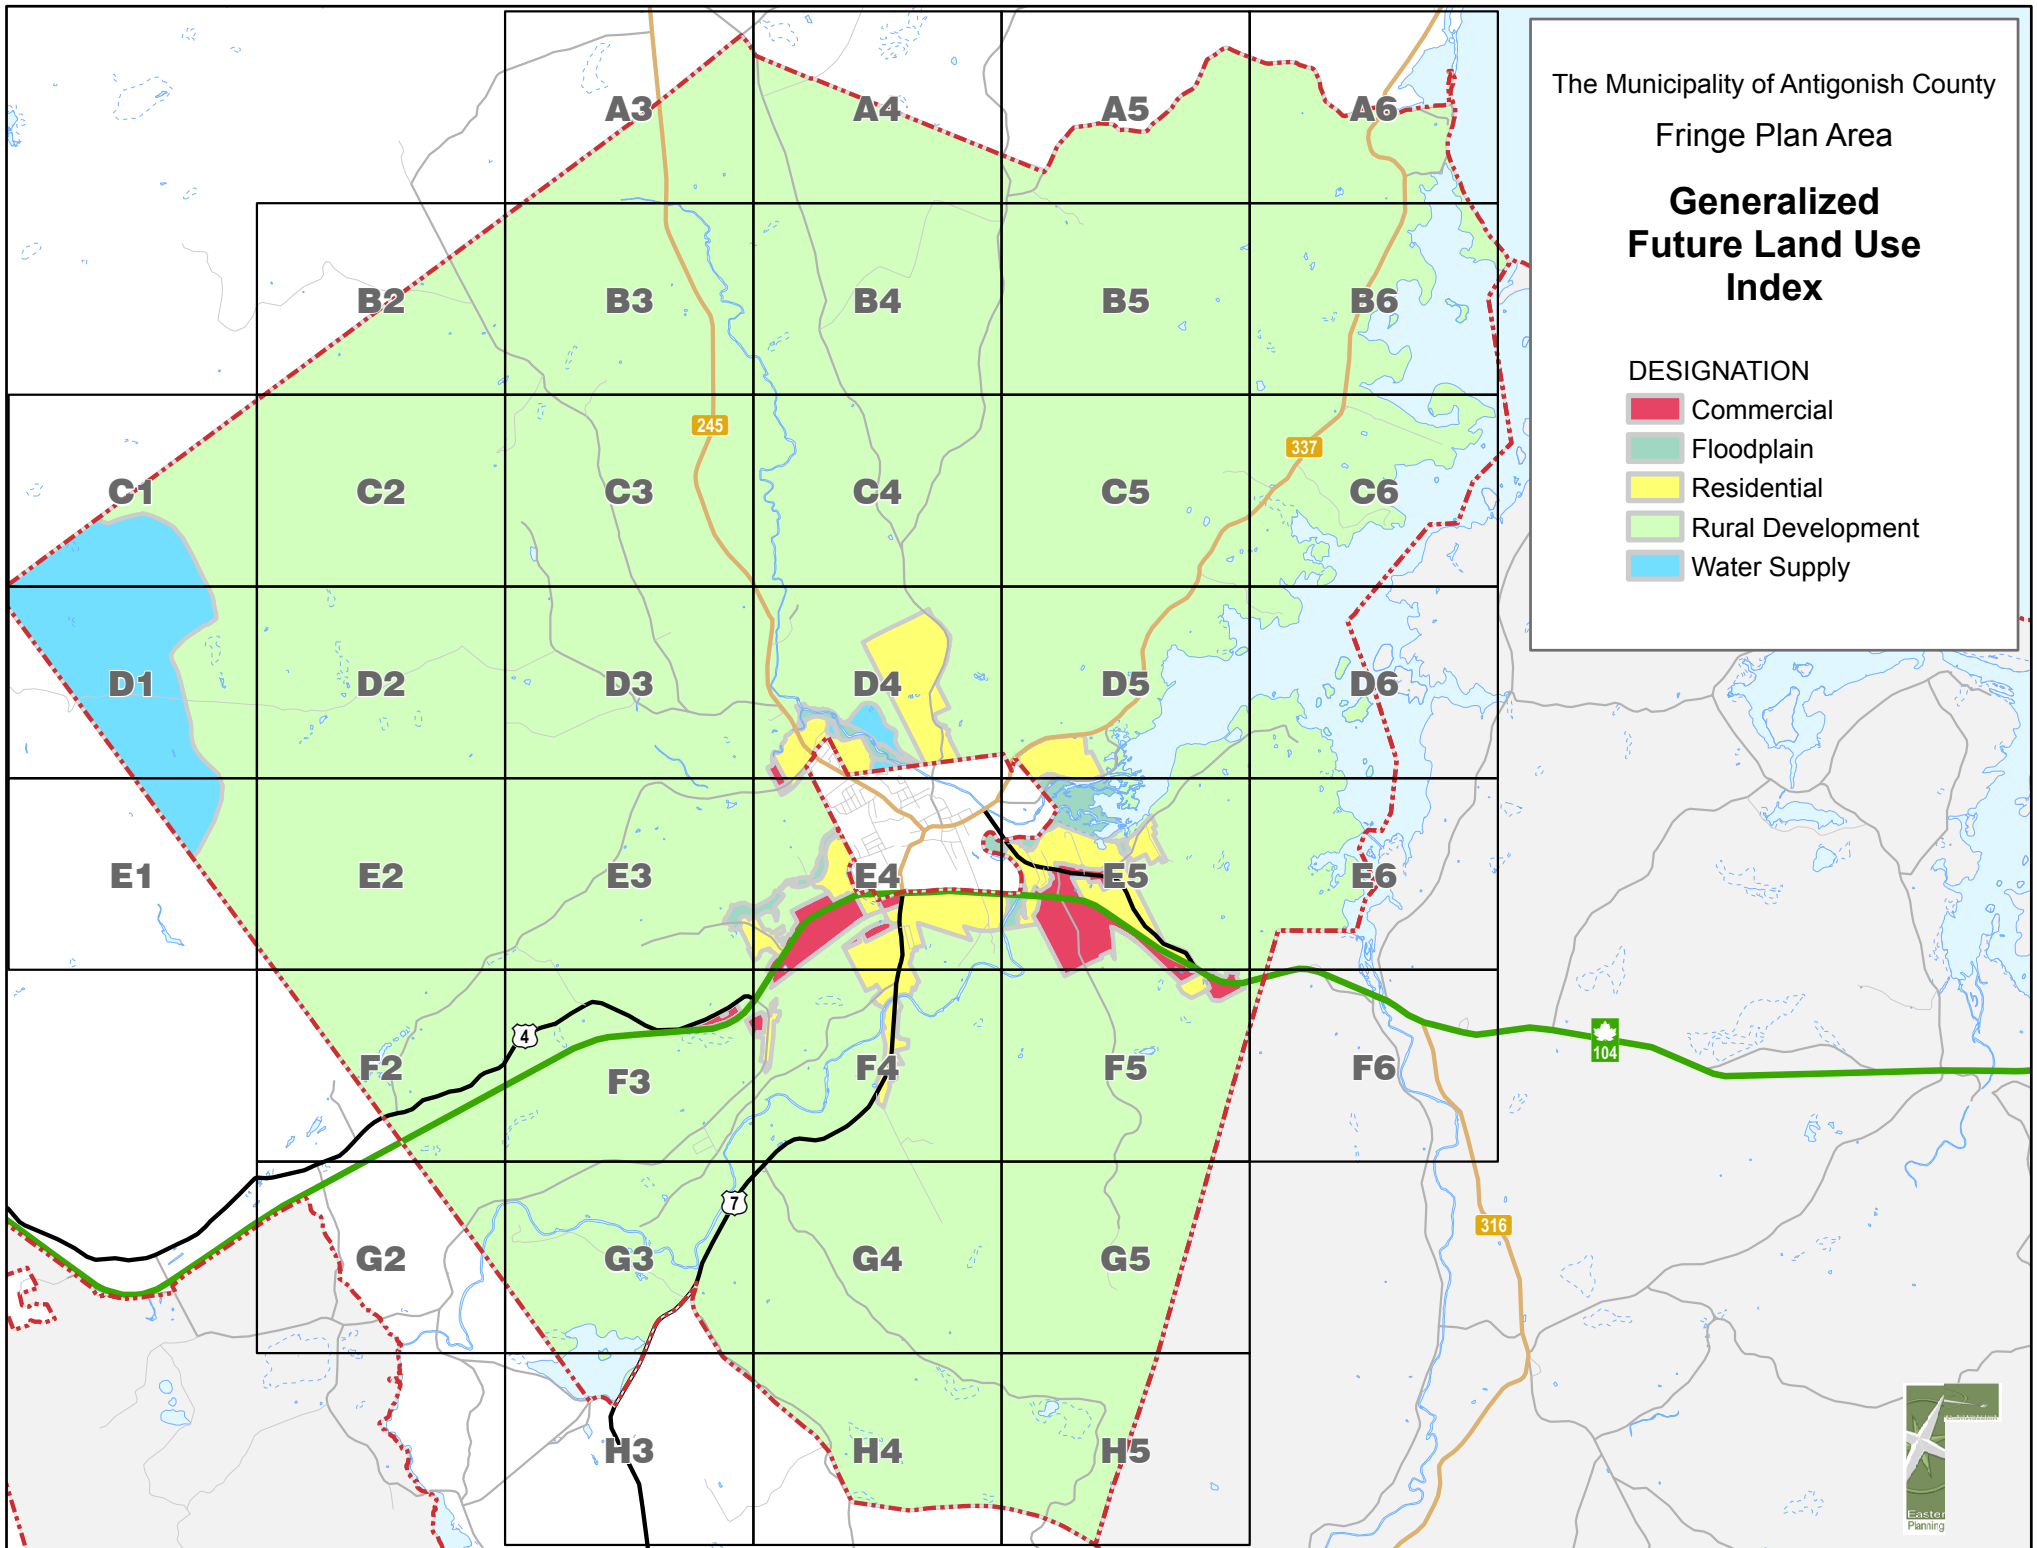 The Municipality of Antigonish County
Fringe Plan Area
Generalized
Future Land Use
Index
DESIGNATION
Commercial
Floodplain
Residential
Rural Development
Water Supply
A3 A4 A5 A6
B2 B3 B4 B5 B6
245
337
C1 C2 C3 C4 C5 C6
D1 D2 D3 D4 D5 D6
E1 E2 E3 E4 E5 E6
4
104
F2 F3 F4 F5 F6
7
316
G2 G3 G4 G5
H3 H4 H5
Easter
Planning